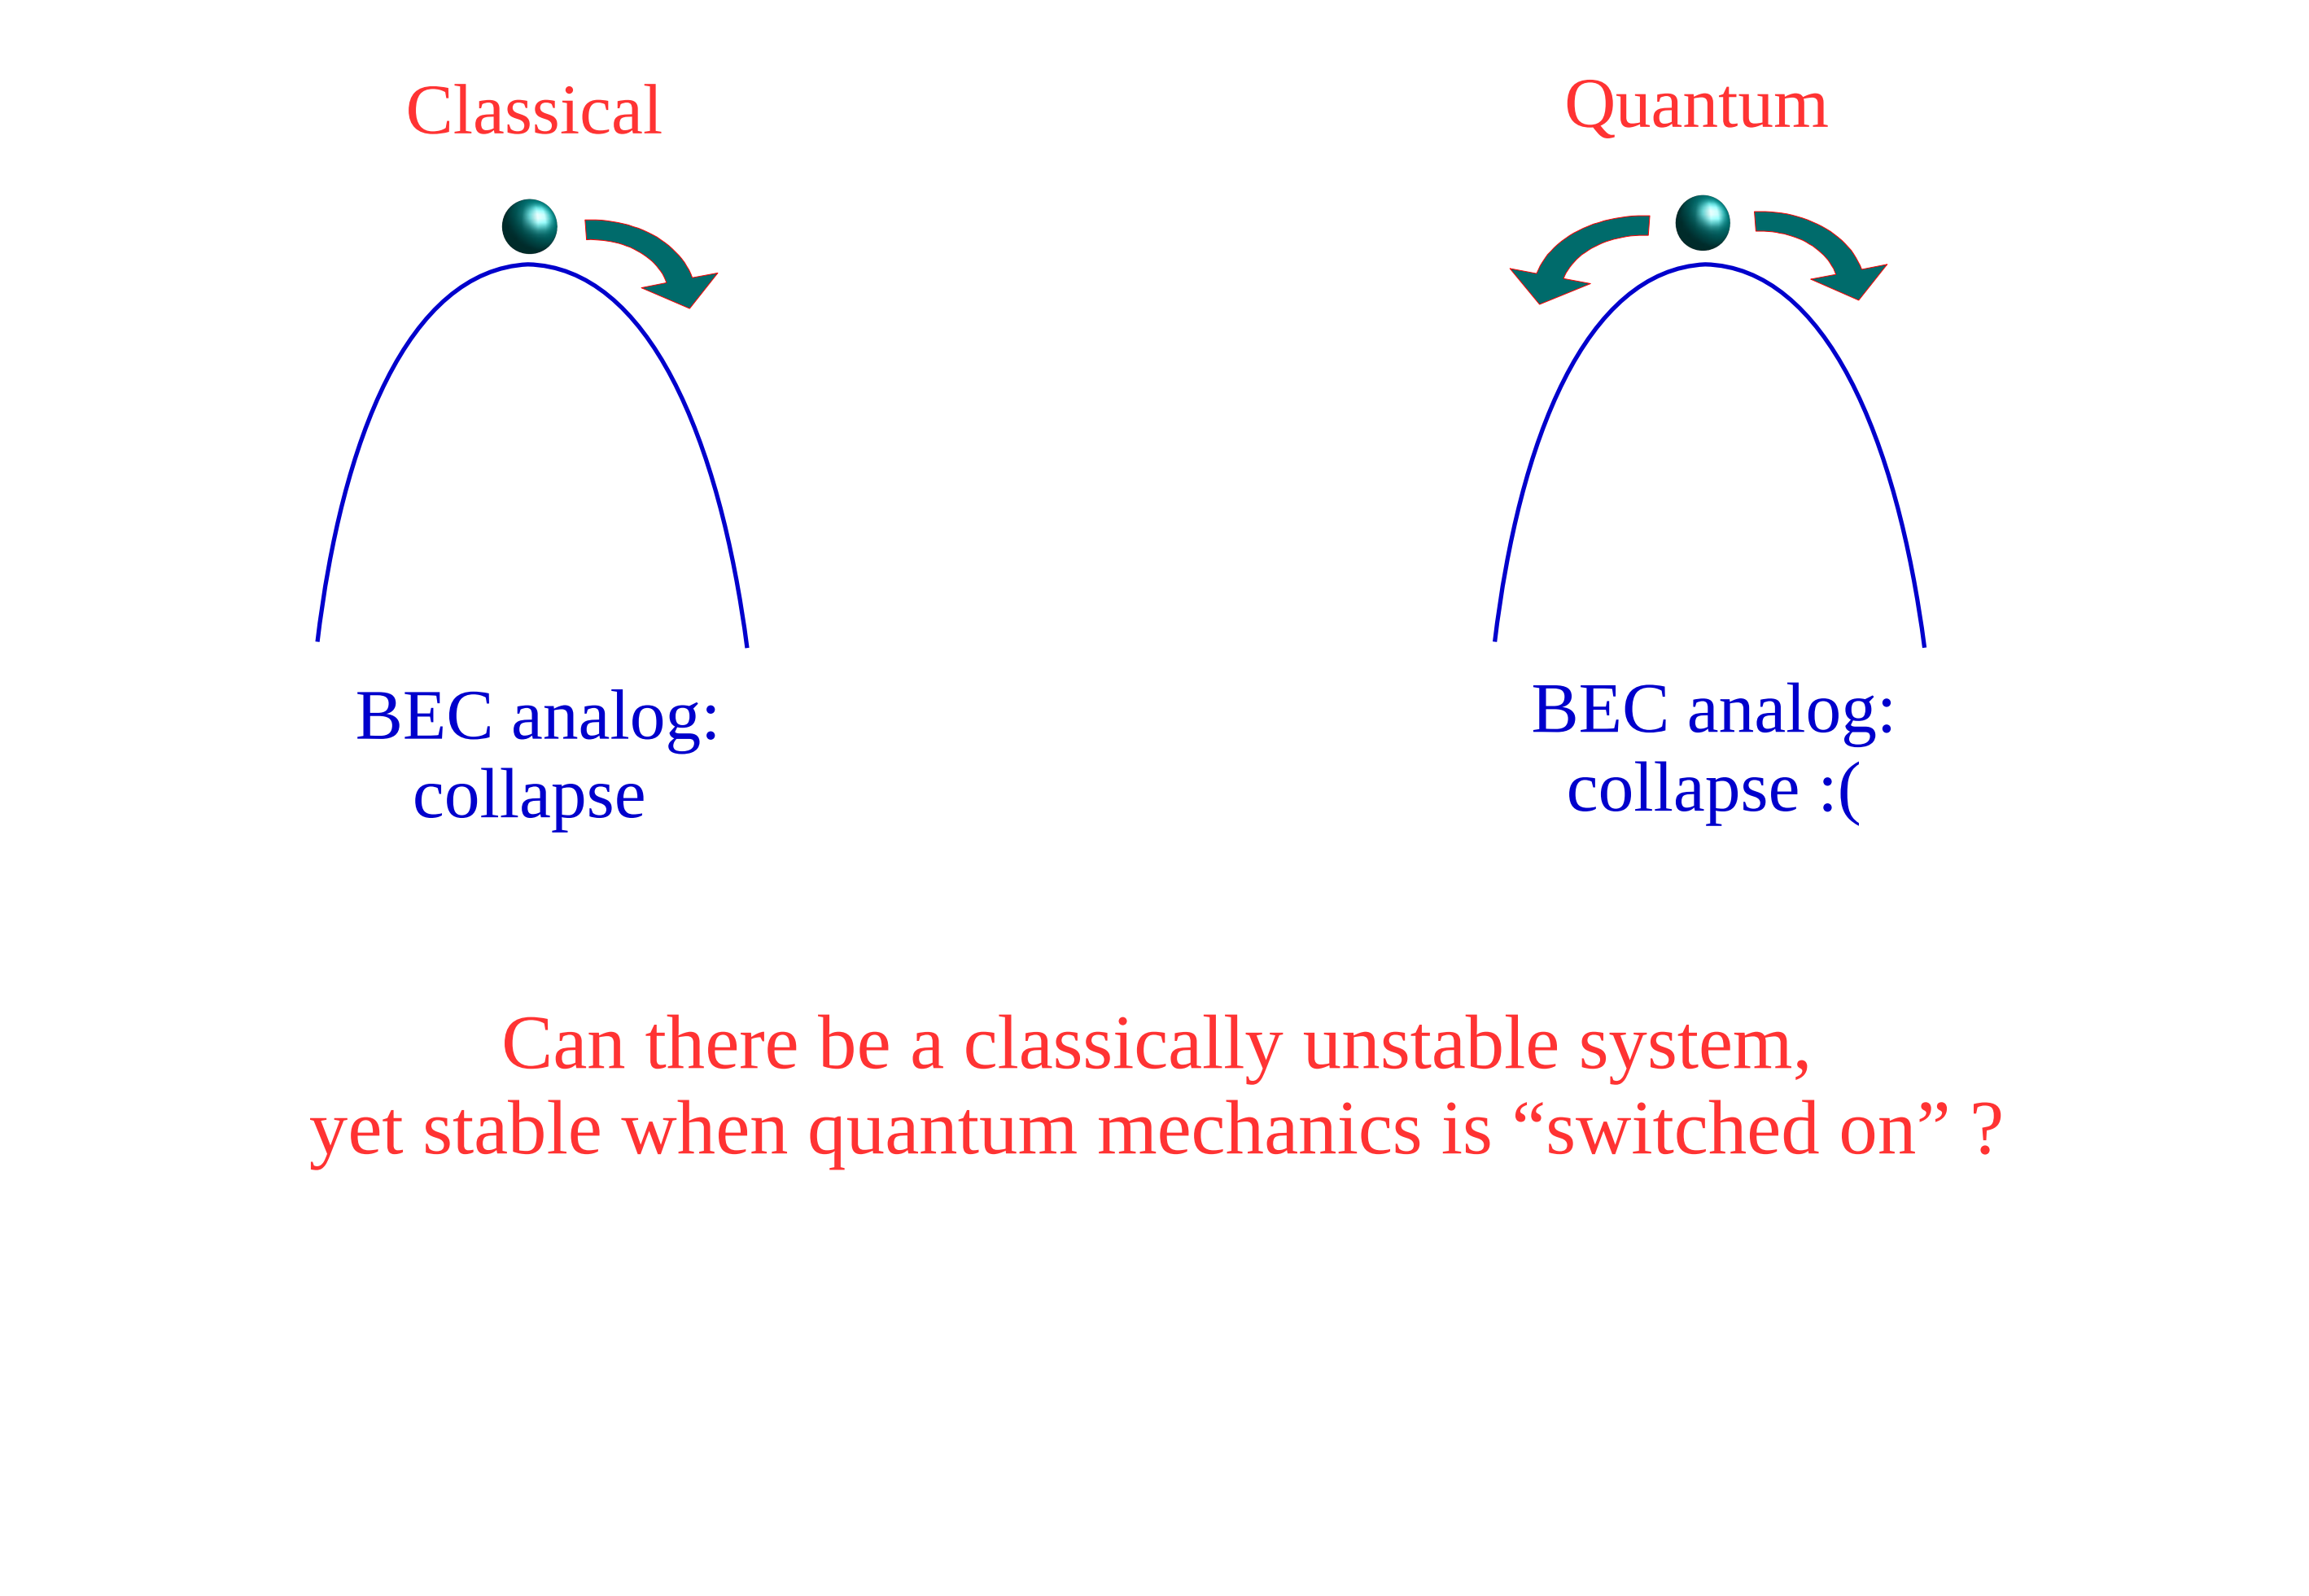 Classical
Quantum
BEC analog:
collapse
BEC analog:
collapse :(
Can there be a classically unstable system,
yet stable when quantum mechanics is “switched on” ?